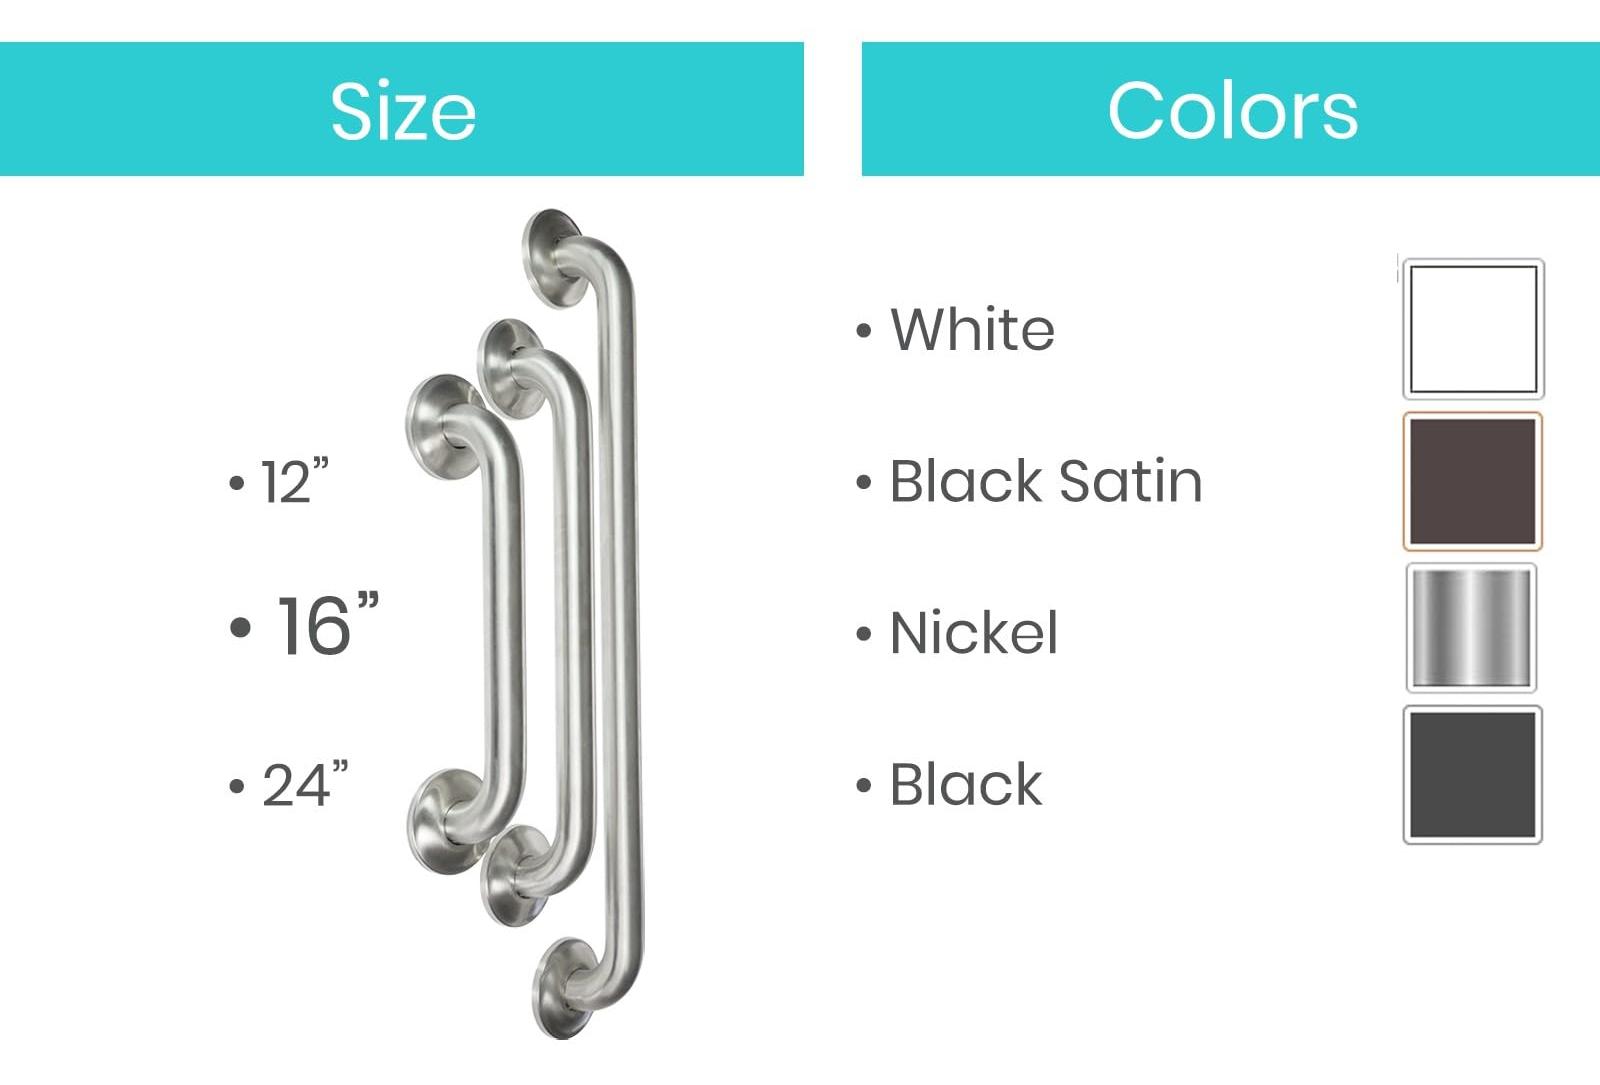 Size
• 12”
• 16”
• 24”
Colors
• White
• Black Satin
• Nickel
• Black